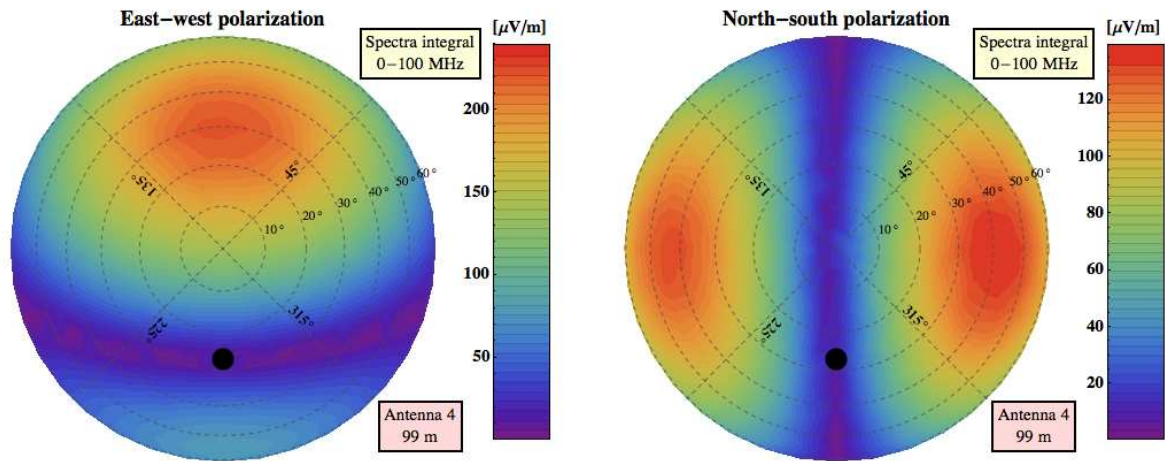 East−west polarization
Spectra integral
0−100 MHz
[μV/m]
200
150
100
50
135°
45°
225°
315°
10°
20°
30°
40°
50°
60°
Antenna 4
99 m
North−south polarization
Spectra integral
0−100 MHz
[μV/m]
120
100
80
60
40
20
135°
45°
225°
315°
10°
20°
30°
40°
50°
60°
Antenna 4
99 m